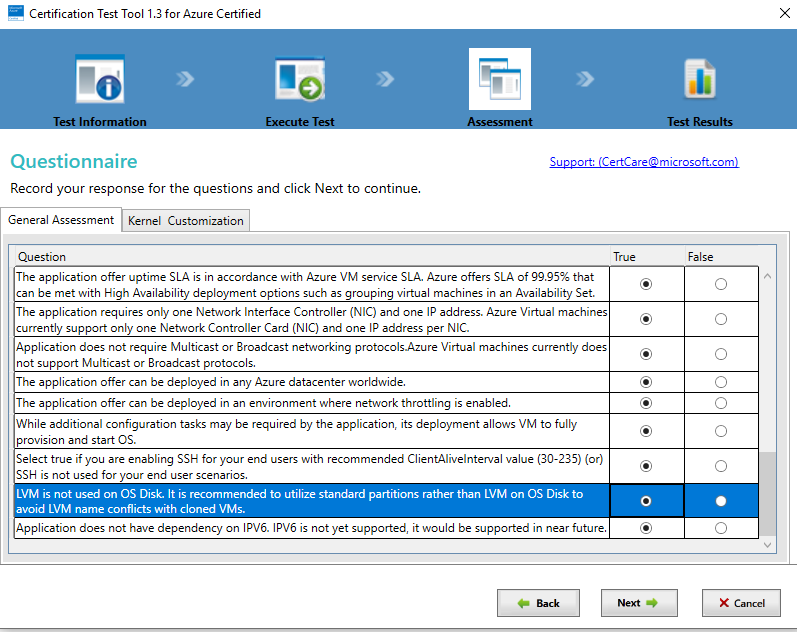 Certification Test Tool 1.3 for Azure Certified
Test Information
Execute Test
Assessment
Test Results
Questionnaire
Support: (CertCare@microsoft.com)
Record your response for the questions and click Next to continue.
General Assessment
Kernel Customization
Question True False
The application offer uptime SLA is in accordance with Azure VM service SLA. Azure offers SLA of 99.95% that
can be met with High Availability deployment options such as grouping virtual machines in an Availability Set.
The application requires only one Network Interface Controller (NIC) and one IP address. Azure Virtual machines
currently support only one Network Controller Card (NIC) and one IP address per NIC.
Application does not require Multicast or Broadcast networking protocols.Azure Virtual machines currently does
not support Multicast or Broadcast protocols.
The application offer can be deployed in any Azure datacenter worldwide.
The application offer can be deployed in an environment where network throttling is enabled.
While additional configuration tasks may be required by the application, its deployment allows VM to fully
provision and start OS.
Select true if you are enabling SSH for your end users with recommended ClientAliveInterval value (30-235) (or)
SSH is not used for your end user scenarios.
LVM is not used on OS Disk. It is recommended to utilize standard partitions rather than LVM on OS Disk to
avoid LVM name conflicts with cloned VMs.
Application does not have dependency on IPV6. IPV6 is not yet supported, it would be supported in near future.
Back
Next
Cancel